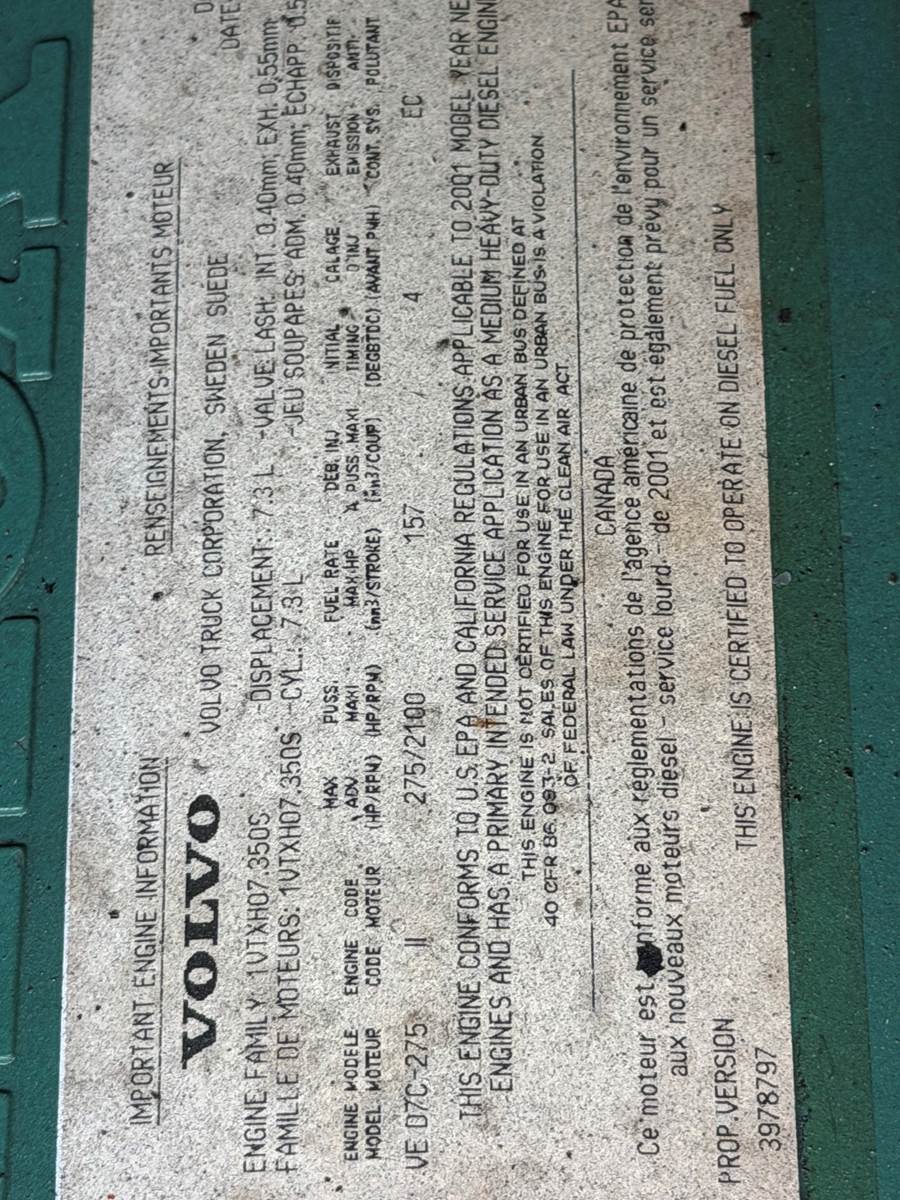 IMPORTANT ENGINE INFORMATION RENSEIGNEMENTS IMPORTANTS MOTEUR
VOLVO VOLVO TRUCK CORPORATION, SWEDEN SUEDE DATE
ENGINE FAMILY 1VTXH07.350S -DISPLACEMENT: 7.3 L -VALVE LASH: INT 0.40mm; EXH. 0.55mm
FAMILLE DE MOTEURS: 1VTXH07.350S -CYL.: 7.3 L -JEU SOUPAPES: ADM. 0.40mm; ECHAPP 0.5
ENGINE MODELE ENGINE CODE MAX PUSS. FUEL RATE DEB. INJ INITIAL CALAGE EXHAUST DISPOSTIF
MODEL MOTEUR CODE MOTEUR ADV MAXI MAX HP A PUSS. MAXI TIMING D'INJ EMISSION ANTI-
(HP/RPM) (HP/RPM) (mm3/STROKE) (mm3/COUP) (DEGBTDC) (AVANT PMH) CONT. SYS. POLUTANT
VE D7C-275 275/2100 157 4 EC
THIS ENGINE CONFORMS TO U.S. EPA AND CALIFORNIA REGULATIONS APPLICABLE TO 2001 MODEL YEAR NE
ENGINES AND HAS A PRIMARY INTENDED SERVICE APPLICATION AS A MEDIUM HEAVY-DUTY DIESEL ENGIN
THIS ENGINE IS NOT CERTIFIED FOR USE IN AN URBAN BUS DEFINED AT
40 CFR 86.093-2 SALES OF THIS ENGINE FOR USE IN AN URBAN BUS IS A VIOLATION
OF FEDERAL LAW UNDER THE CLEAN AIR ACT.
CANADA
Ce moteur est nforme aux réglementations de l'agence américaine de protection de l'environnement EPA
aux nouveaux moteurs diesel - service lourd - de 2001 et est également prévy pour un service ser
PROP. VERSION THIS ENGINE IS CERTIFIED TO OPERATE ON DIESEL FUEL ONLY
3978797